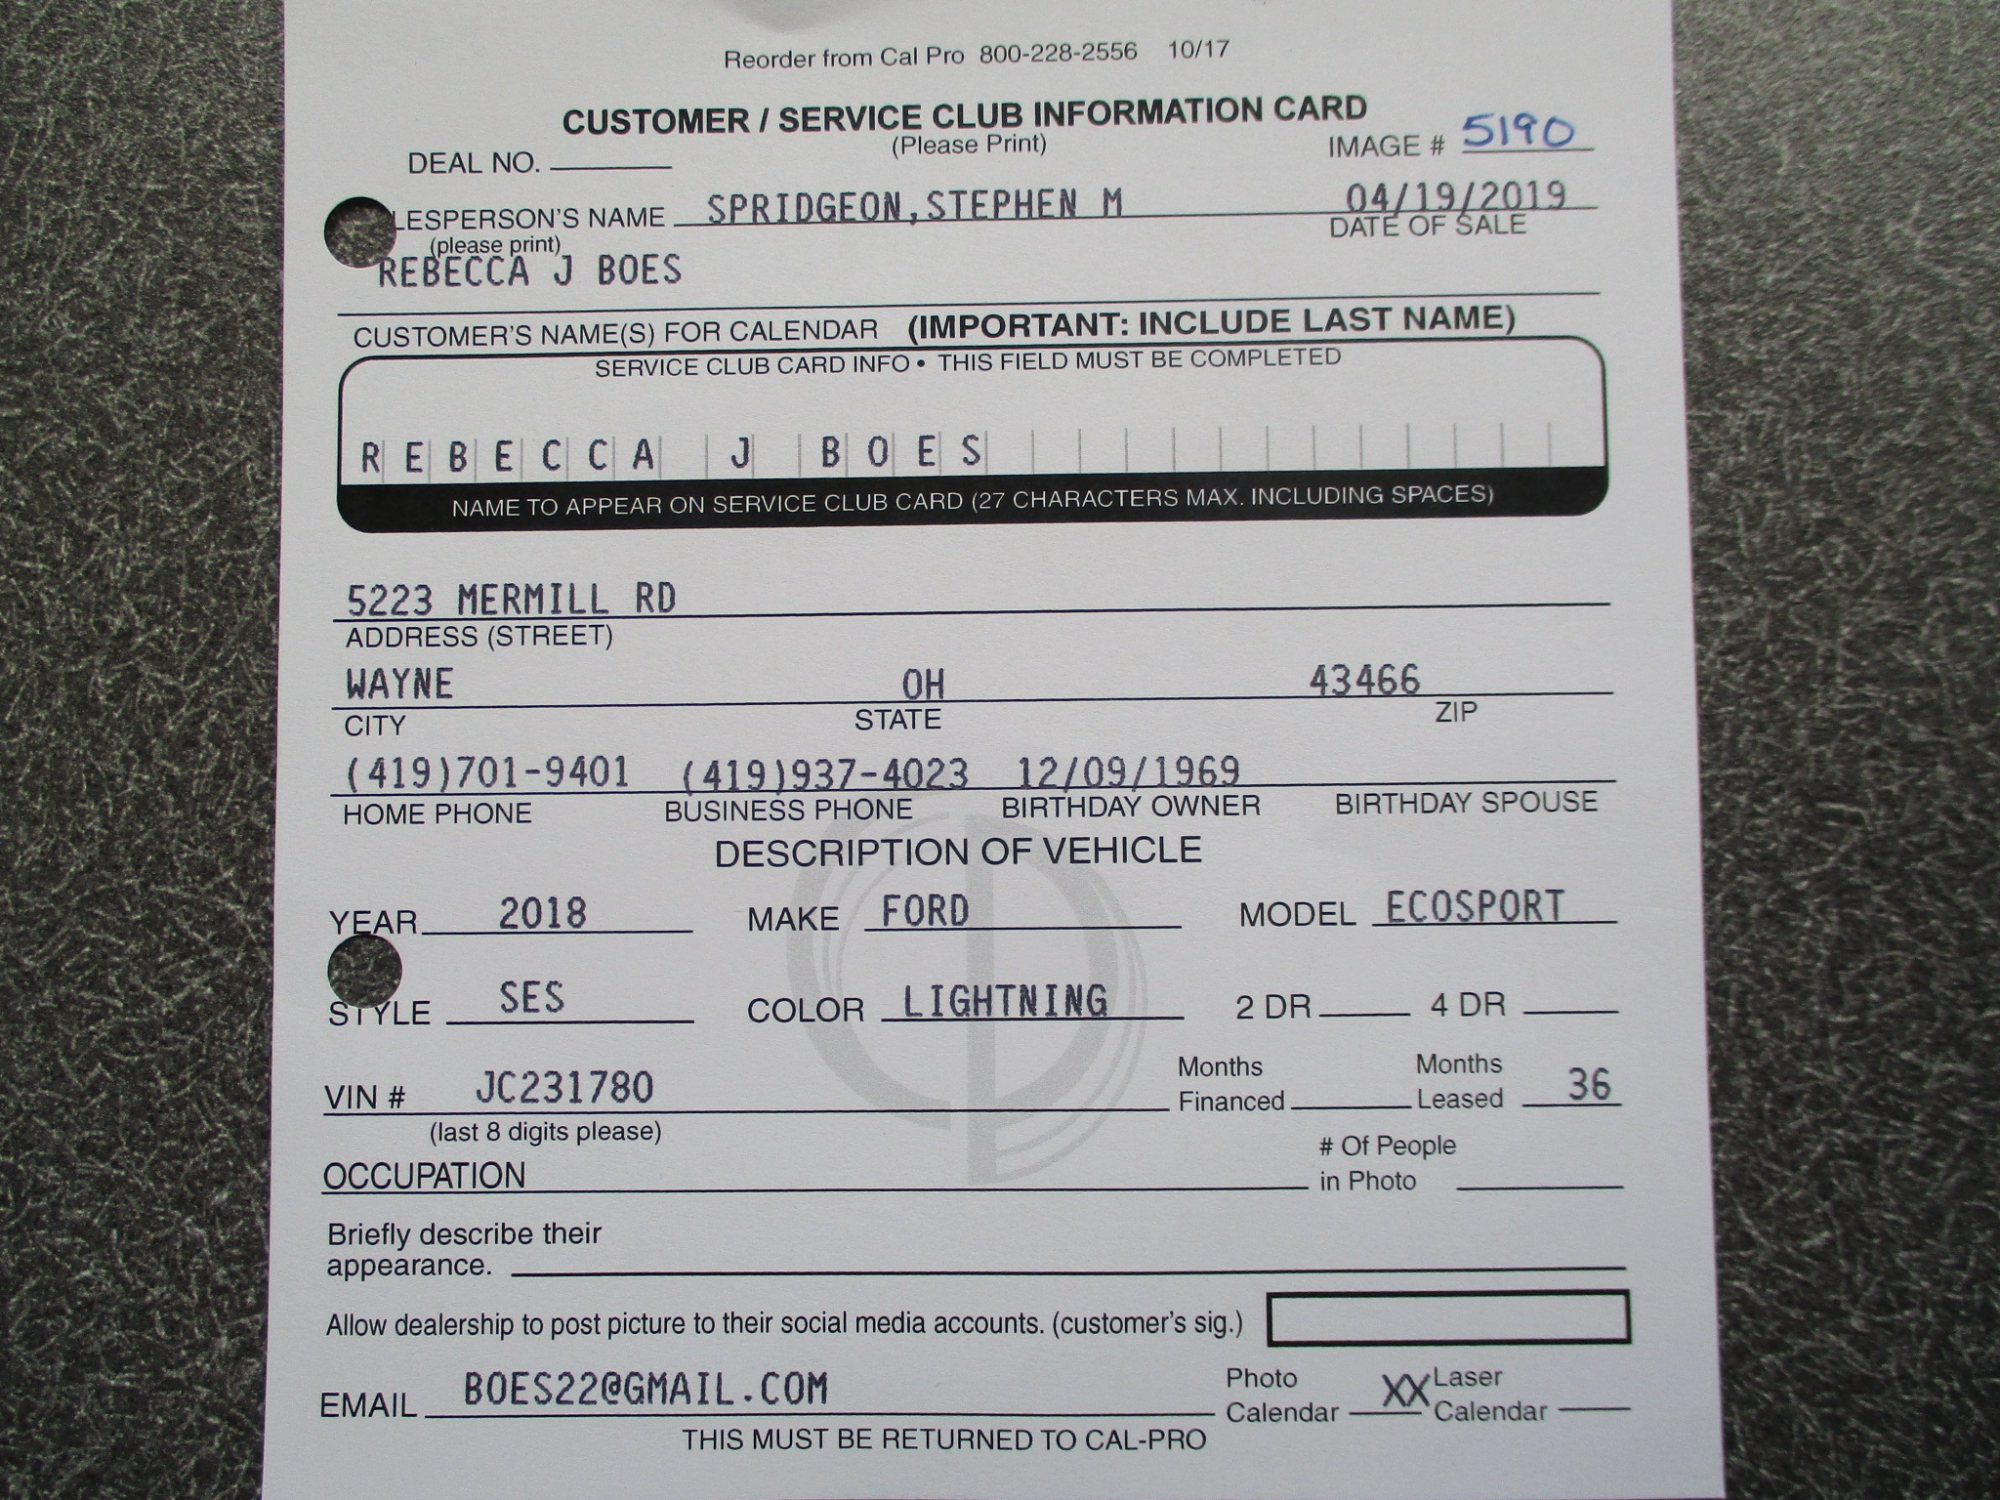 Reorder from Cal Pro 800-228-2556 10/17
CUSTOMER / SERVICE CLUB INFORMATION CARD
(Please Print)
DEAL NO. IMAGE # 5190
LESPERSON'S NAME SPRIDGEON,STEPHEN M 04/19/2019
(please print) DATE OF SALE
REBECCA J BOES
CUSTOMER'S NAME(S) FOR CALENDAR (IMPORTANT: INCLUDE LAST NAME)
SERVICE CLUB CARD INFO • THIS FIELD MUST BE COMPLETED
REBECCA J BOES
NAME TO APPEAR ON SERVICE CLUB CARD (27 CHARACTERS MAX. INCLUDING SPACES)
5223 MERMILL RD
ADDRESS (STREET)
WAYNE OH 43466
CITY STATE ZIP
(419)701-9401 (419)937-4023 12/09/1969
HOME PHONE BUSINESS PHONE BIRTHDAY OWNER BIRTHDAY SPOUSE
DESCRIPTION OF VEHICLE
YEAR 2018 MAKE FORD MODEL ECOSPORT
STYLE SES COLOR LIGHTNING 2 DR 4 DR
VIN # JC231780 Months Financed Months Leased 36
(last 8 digits please)
OCCUPATION # Of People in Photo
Briefly describe their
appearance.
Allow dealership to post picture to their social media accounts. (customer's sig.)
EMAIL BOES22@GMAIL.COM Photo Calendar XX Laser Calendar
THIS MUST BE RETURNED TO CAL-PRO